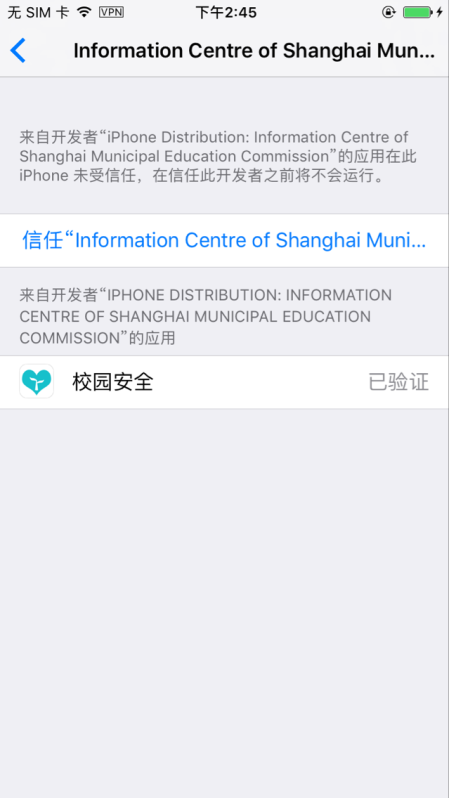 无 SIM 卡 VPN 下午2:45
Information Centre of Shanghai Mun...
来自开发者“iPhone Distribution: Information Centre of
Shanghai Municipal Education Commission”的应用在此
iPhone 未受信任，在信任此开发者之前将不会运行。
信任“Information Centre of Shanghai Muni...
来自开发者“IPHONE DISTRIBUTION: INFORMATION
CENTRE OF SHANGHAI MUNICIPAL EDUCATION
COMMISSION”的应用
校园安全 已验证